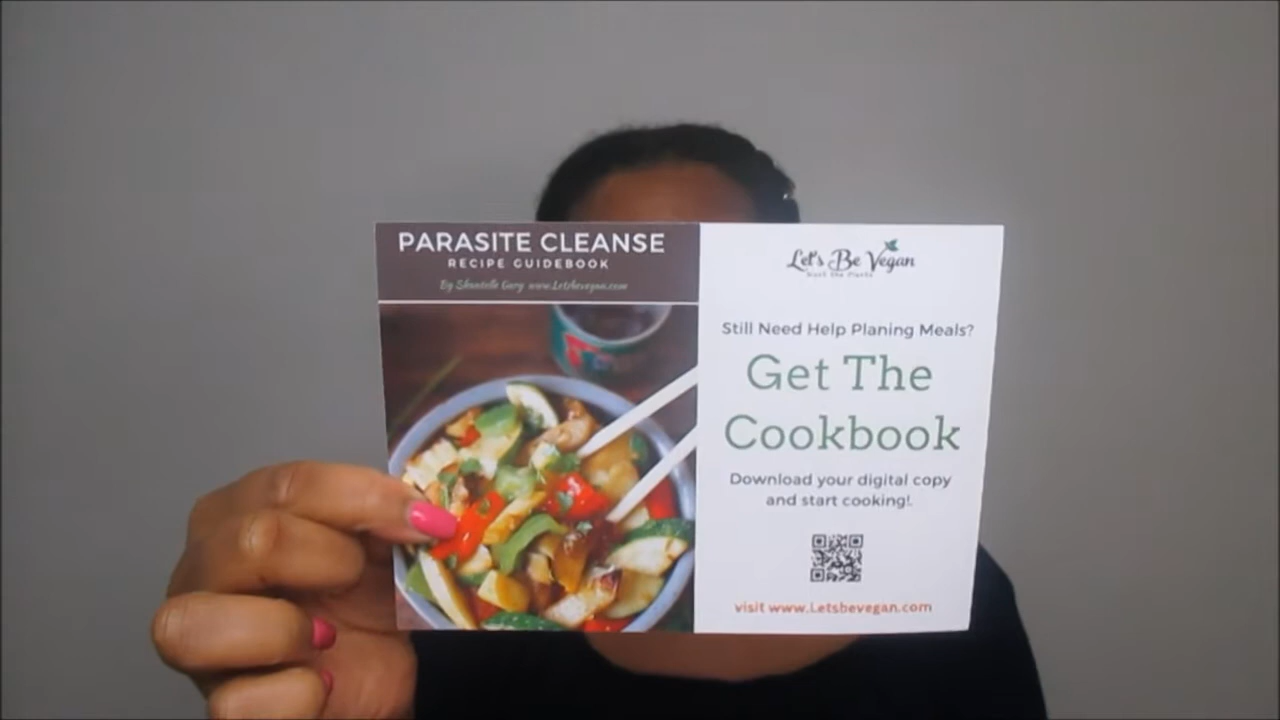 PARASITE CLEANSE
RECIPE GUIDEBOOK
By Shantelle Gary www.Letsbevegan.com
Let's Be Vegan
Still Need Help Planing Meals?
Get The
Cookbook
Download your digital copy
and start cooking!.
visit www.Letsbevegan.com